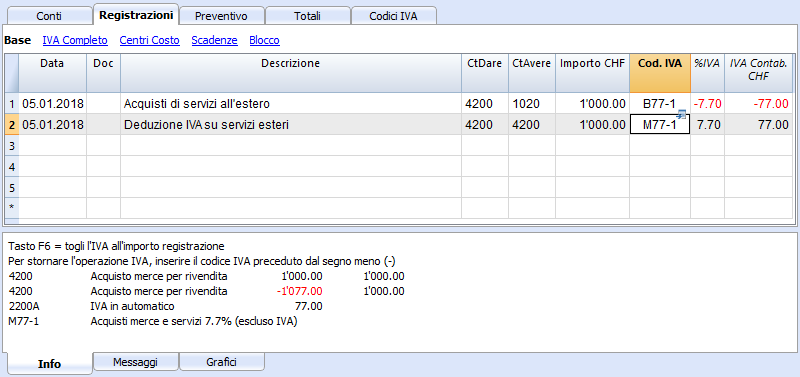 Conti Registrazioni Preventivo Totali Codici IVA
Base IVA Completo Centri Costo Scadenze Blocco
Data Doc Descrizione CtDare CtAvere Importo CHF Cod. IVA %IVA IVA Contab. CHF
1 05.01.2018 Acquisti di servizi all'estero 4200 1020 1'000.00 B77-1 -7.70 -77.00
2 05.01.2018 Deduzione IVA su servizi esteri 4200 4200 1'000.00 M77-1 7.70 77.00
3
4
5
*
Tasto F6 = togli l'IVA all'importo registrazione
Per stornare l'operazione IVA, inserire il codice IVA preceduto dal segno meno (-)
4200 Acquisto merce per rivendita 1'000.00 1'000.00
4200 Acquisto merce per rivendita -1'077.00 1'000.00
2200A IVA in automatico 77.00
M77-1 Acquisti merce e servizi 7.7% (escluso IVA)
Info Messaggi Grafici